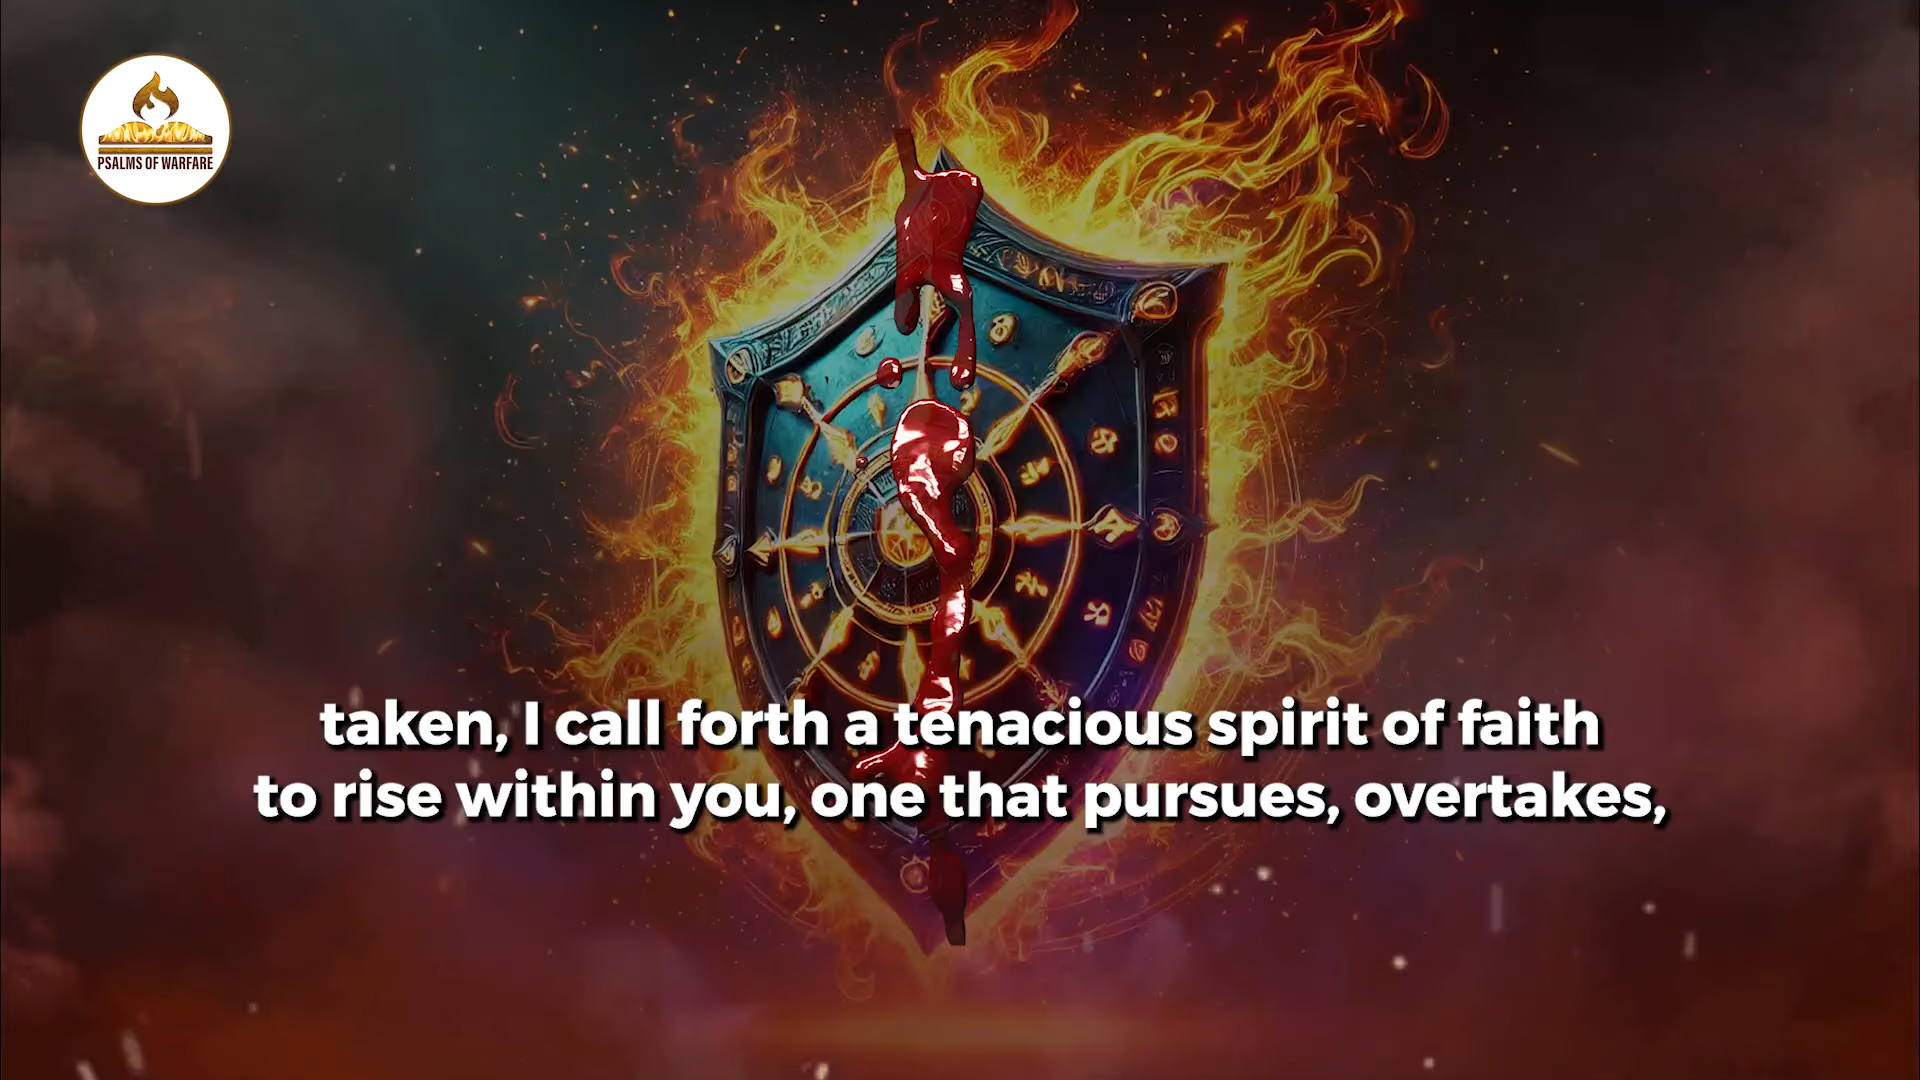 PSALMS OF WARFARE
taken, I call forth a tenacious spirit of faith
to rise within you, one that pursues, overtakes,